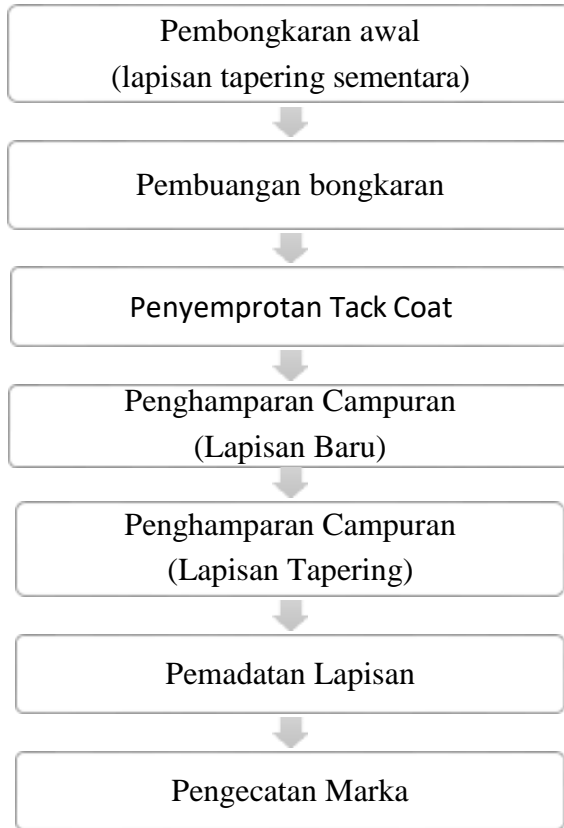 Pembongkaran awal
(lapisan tapering sementara)
Pembuangan bongkaran
Penyemprotan Tack Coat
Penghamparan Campuran
(Lapisan Baru)
Penghamparan Campuran
(Lapisan Tapering)
Pemadatan Lapisan
Pengecatan Marka